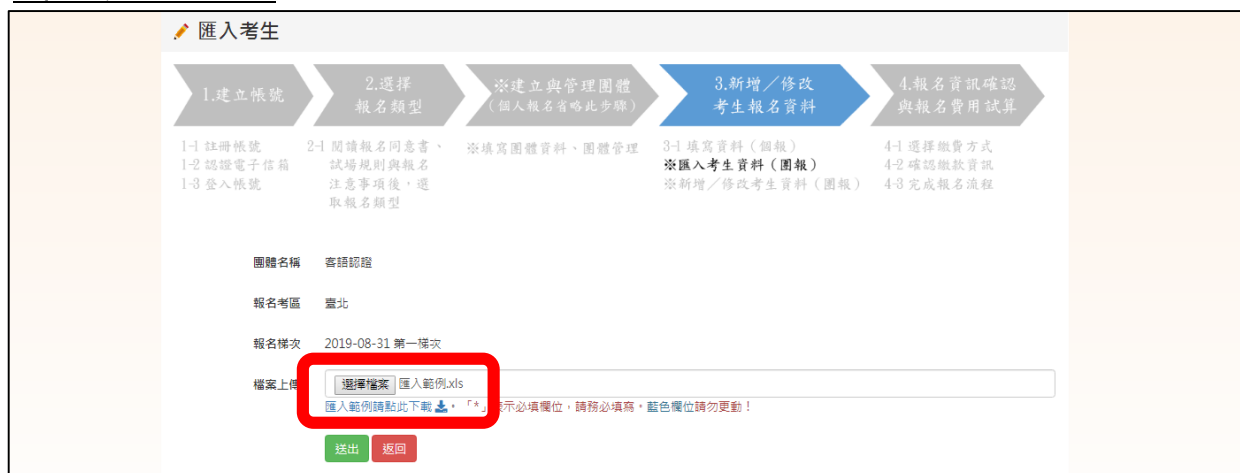 匯入考生
1.建立帳號
2.選擇
報名類型
※建立與管理團體
(個人報名省略此步驟)
3.新增／修改
考生報名資料
4.報名資訊確認
與報名費用試算
1-1 註冊帳號
1-2 認證電子信箱
1-3 登入帳號
2-1 閱讀報名同意書、
試場規則與報名
注意事項後，選
取報名類型
※填寫團體資料、團體管理
3-1 填寫資料（個報）
※匯入考生資料（團報）
※新增／修改考生資料（團報）
4-1 選擇繳費方式
4-2 確認繳款資訊
4-3 完成報名流程
團體名稱 客語認證
報名考區 臺北
報名梯次 2019-08-31 第一梯次
檔案上傳 選擇檔案 匯入範例.xls
匯入範例請點此下載，「*」表示必填欄位，請務必填寫，藍色欄位請勿更動！
送出 返回